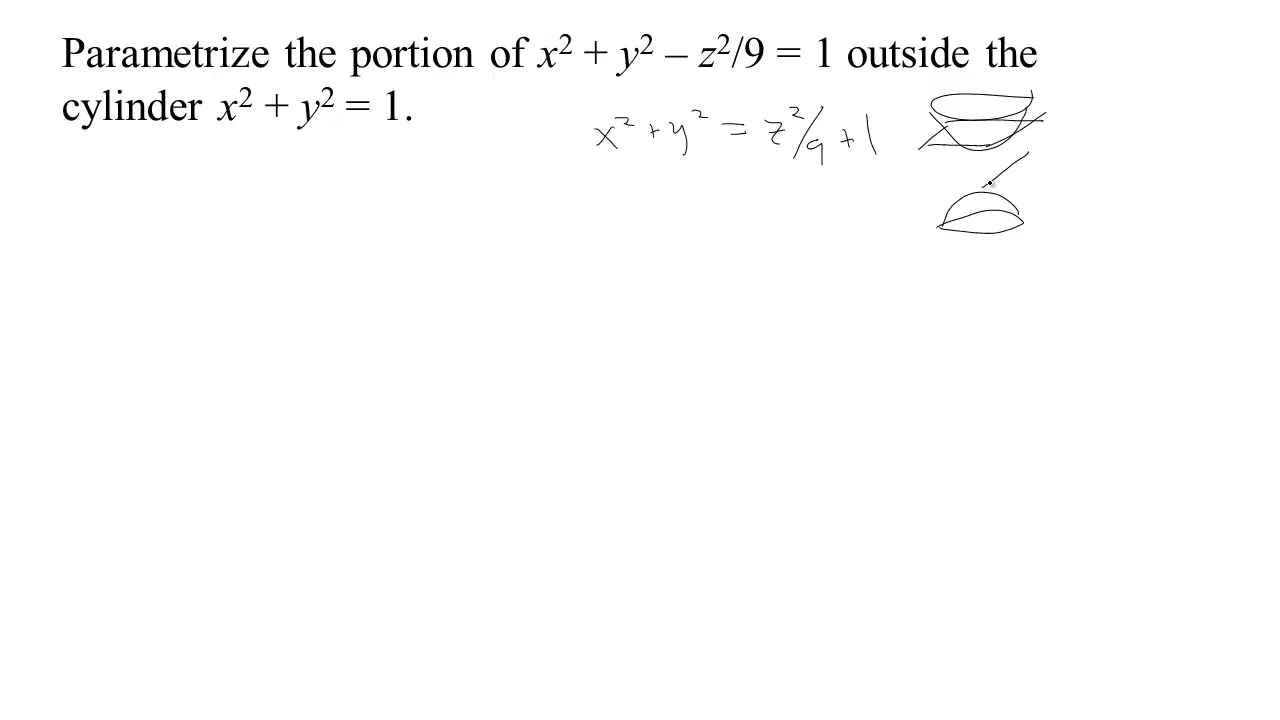 Parametrize the portion of x² + y² – z²/9 = 1 outside the
cylinder x² + y² = 1.
x² + y² = z²/9 + 1